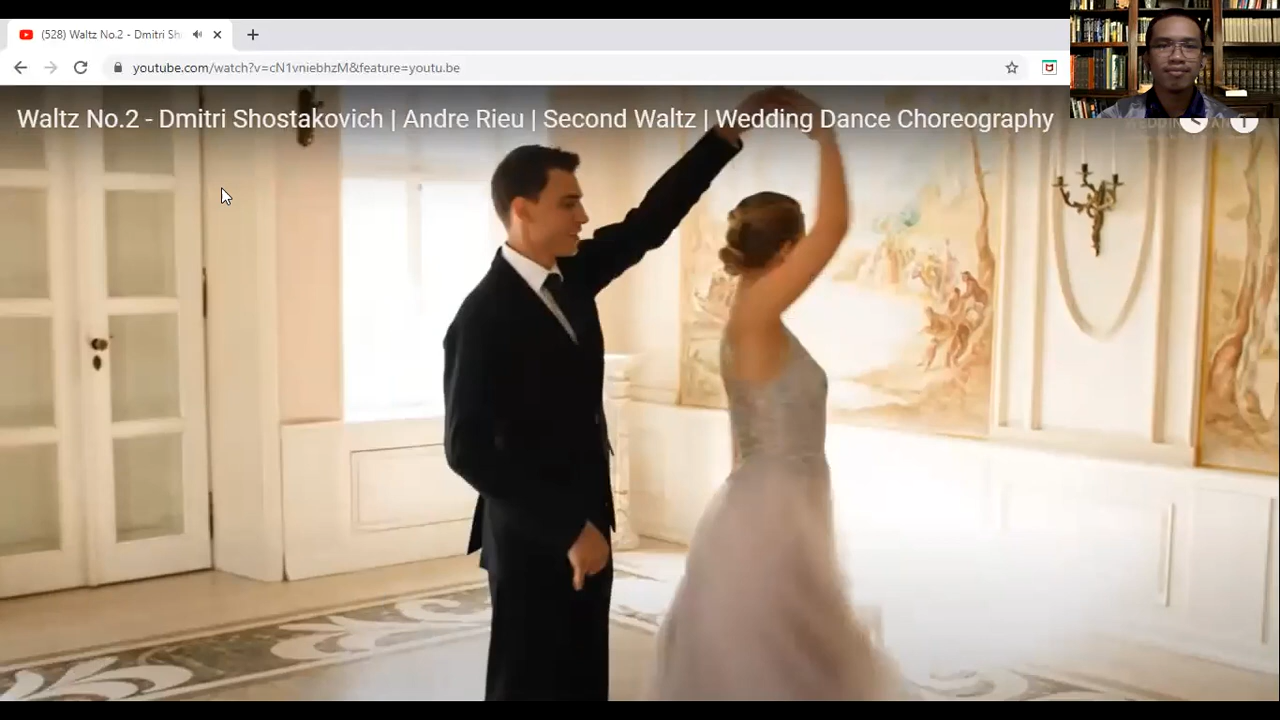 (528) Waltz No.2 - Dmitri Sh
youtube.com/watch?v=cN1vniebhzM&feature=youtu.be
Waltz No.2 - Dmitri Shostakovich | Andre Rieu | Second Waltz | Wedding Dance Choreography